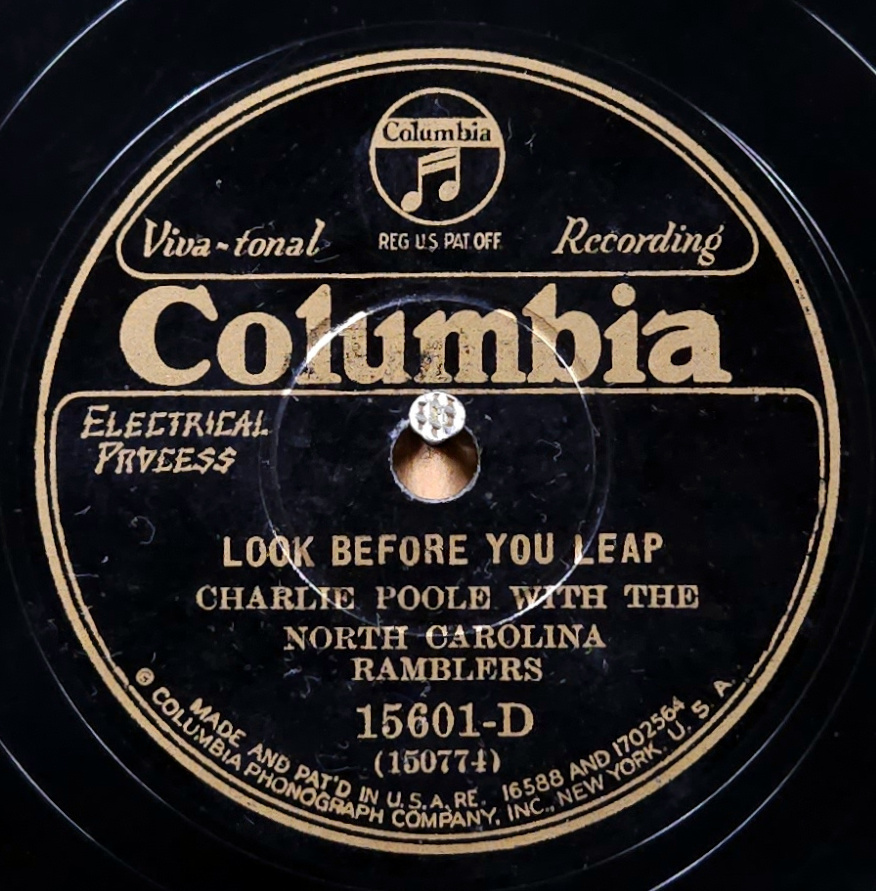 Columbia
Viva-tonal REG. U.S. PAT. OFF. Recording
Columbia
ELECTRICAL
PROCESS
LOOK BEFORE YOU LEAP
CHARLIE POOLE WITH THE
NORTH CAROLINA
RAMBLERS
15601-D
(150774)
MADE AND PAT'D IN U.S.A. RE. 16588 AND 1702564
© COLUMBIA PHONOGRAPH COMPANY, INC., NEW YORK, U. S. A.